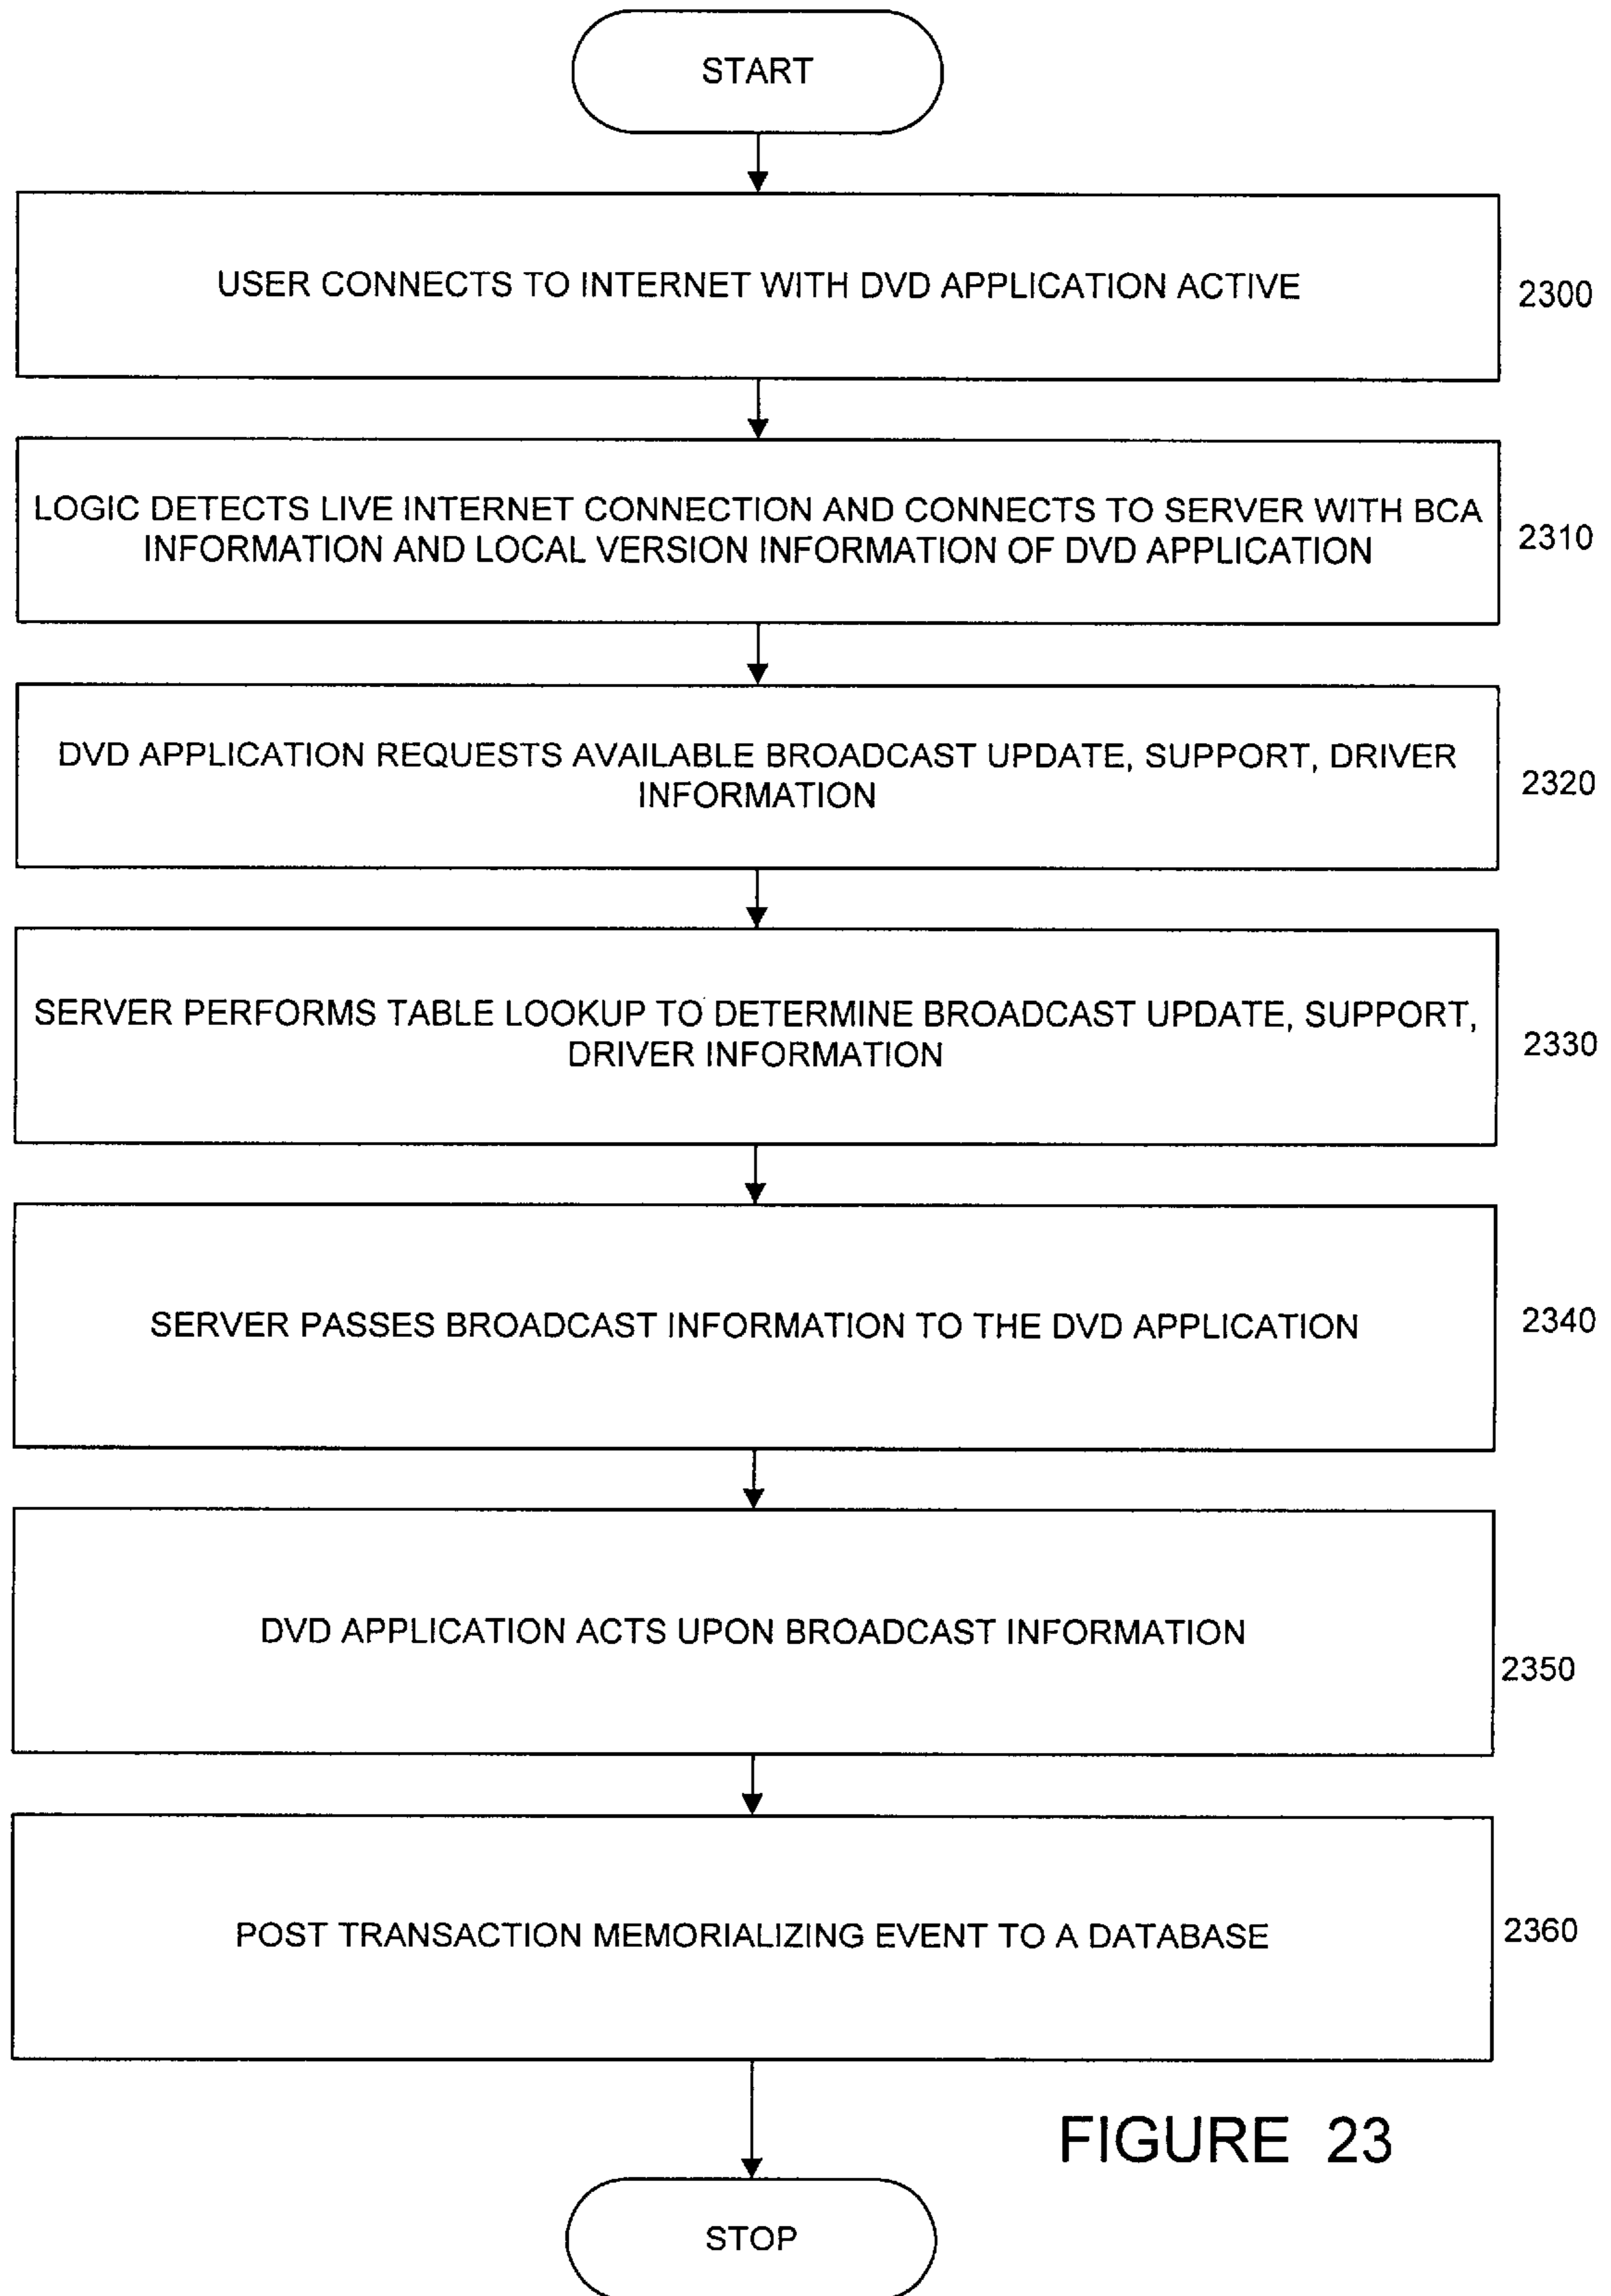 START
USER CONNECTS TO INTERNET WITH DVD APPLICATION ACTIVE
2300
LOGIC DETECTS LIVE INTERNET CONNECTION AND CONNECTS TO SERVER WITH BCA
INFORMATION AND LOCAL VERSION INFORMATION OF DVD APPLICATION
2310
DVD APPLICATION REQUESTS AVAILABLE BROADCAST UPDATE, SUPPORT, DRIVER
INFORMATION
2320
SERVER PERFORMS TABLE LOOKUP TO DETERMINE BROADCAST UPDATE, SUPPORT,
DRIVER INFORMATION
2330
SERVER PASSES BROADCAST INFORMATION TO THE DVD APPLICATION
2340
DVD APPLICATION ACTS UPON BROADCAST INFORMATION
2350
POST TRANSACTION MEMORIALIZING EVENT TO A DATABASE
2360
FIGURE 23
STOP